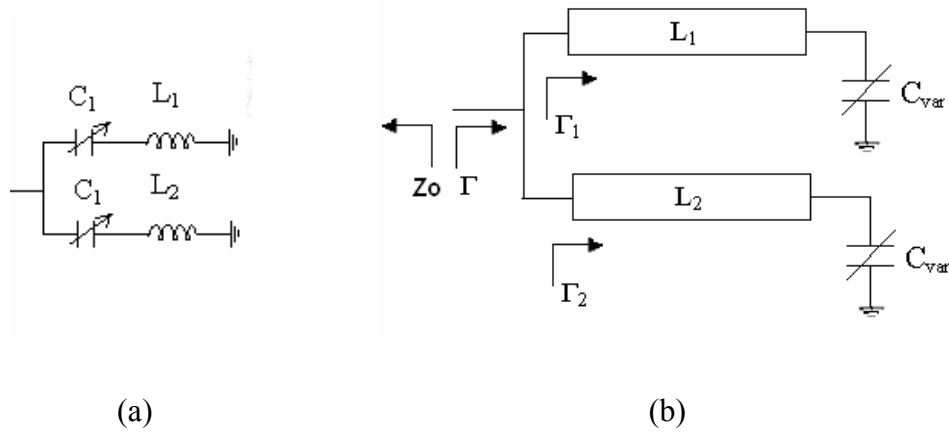 C₁ L₁
C₁ L₂
L₁
Cvar
Γ₁
Zo Γ
L₂
Cvar
Γ₂
(a) (b)